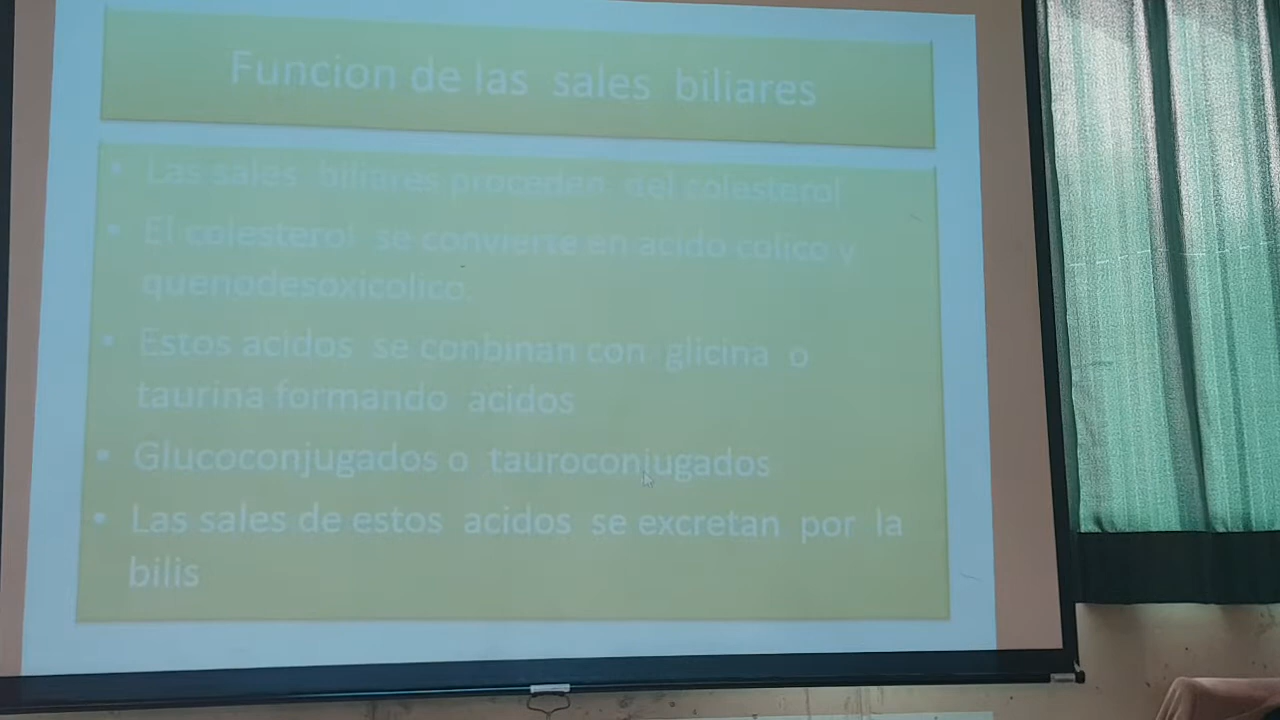 Funcion de las sales biliares
• Las sales biliares proceden del colesterol
• El colesterol se convierte en acido colico y
quenodesoxicolico.
• Estos acidos se conbinan con glicina o
taurina formando acidos
• Glucoconjugados o tauroconjugados
• Las sales de estos acidos se excretan por la
bilis